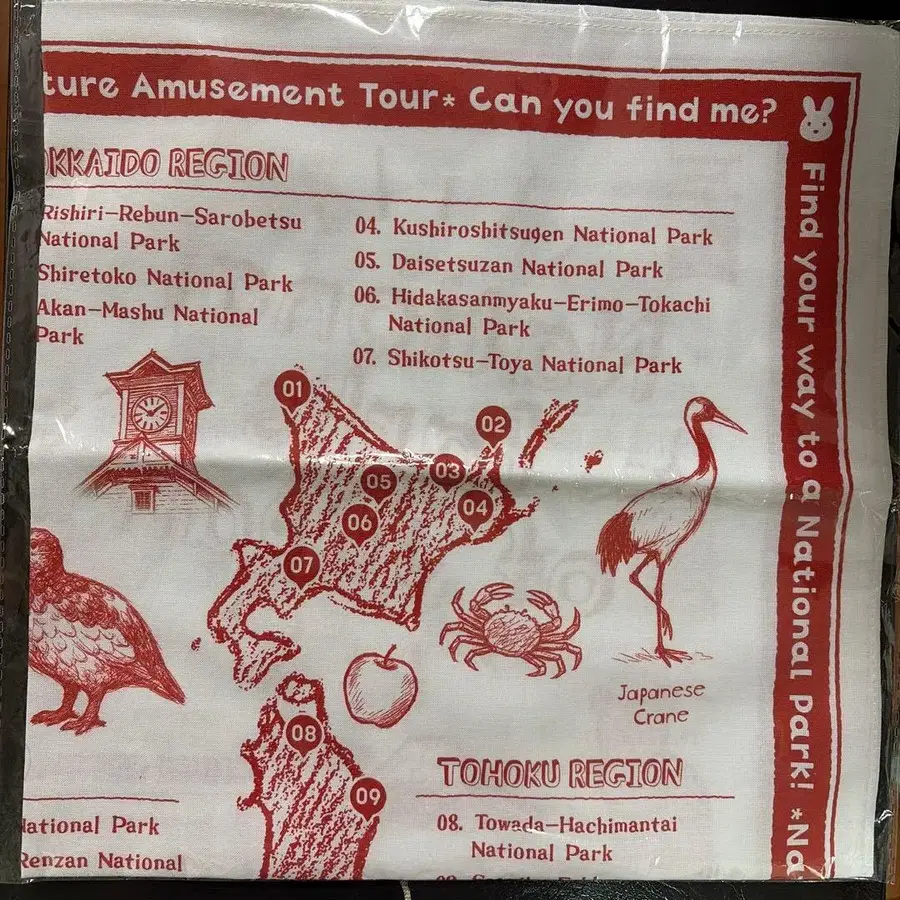 ture Amusement Tour* Can you find me?
Find your way to a National Park! *Na
OKKAIDO REGION
Rishiri-Rebun-Sarobetsu
National Park
Shiretoko National Park
Akan-Mashu National
Park
04. Kushiroshitsugen National Park
05. Daisetsuzan National Park
06. Hidakasanmyaku-Erimo-Tokachi
National Park
07. Shikotsu-Toya National Park
01
02
03
05
04
06
07
Japanese
Crane
08
09
TOHOKU REGION
08. Towada-Hachimantai
National Park
National Park
Renzan National